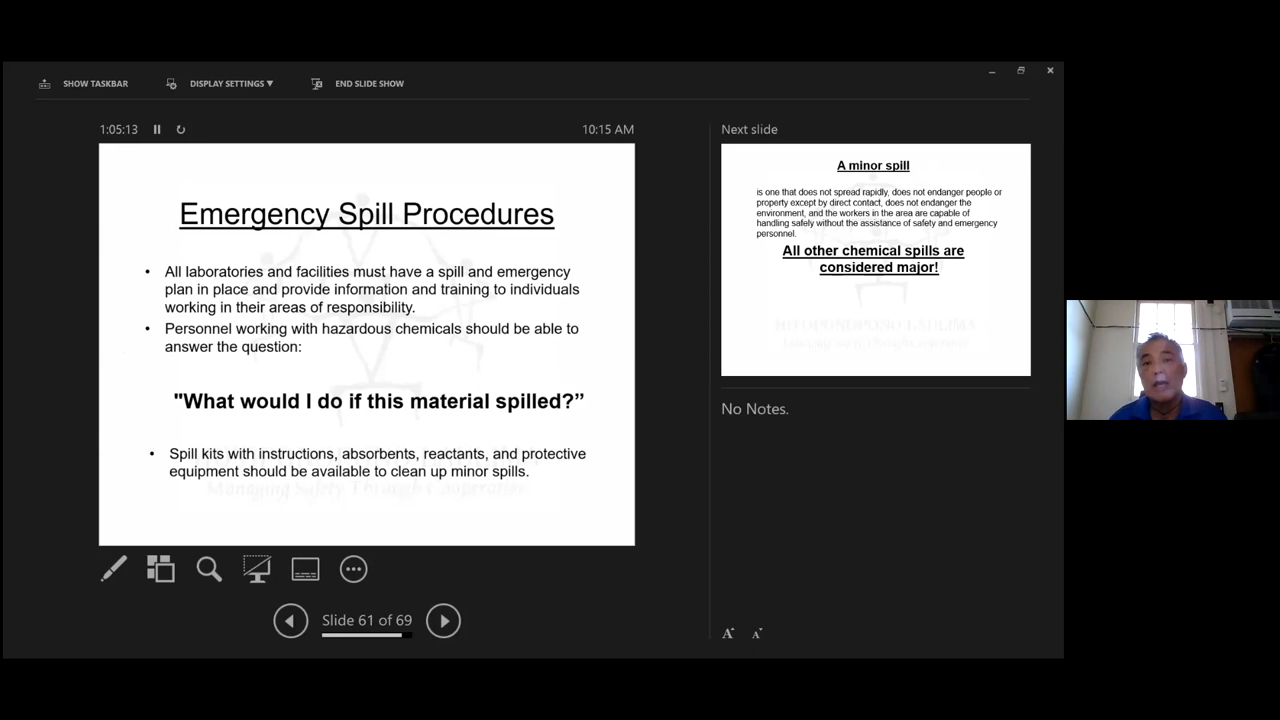 SHOW TASKBAR
DISPLAY SETTINGS ▼
END SLIDE SHOW
1:05:13
10:15 AM
Emergency Spill Procedures
• All laboratories and facilities must have a spill and emergency
plan in place and provide information and training to individuals
working in their areas of responsibility.
• Personnel working with hazardous chemicals should be able to
answer the question:
"What would I do if this material spilled?”
• Spill kits with instructions, absorbents, reactants, and protective
equipment should be available to clean up minor spills.
Managing Safety Through Cooperation
Slide 61 of 69
Next slide
A minor spill
is one that does not spread rapidly, does not endanger people or
property except by direct contact, does not endanger the
environment, and the workers in the area are capable of
handling safely without the assistance of safety and emergency
personnel.
All other chemical spills are
considered major!
No Notes.
A A